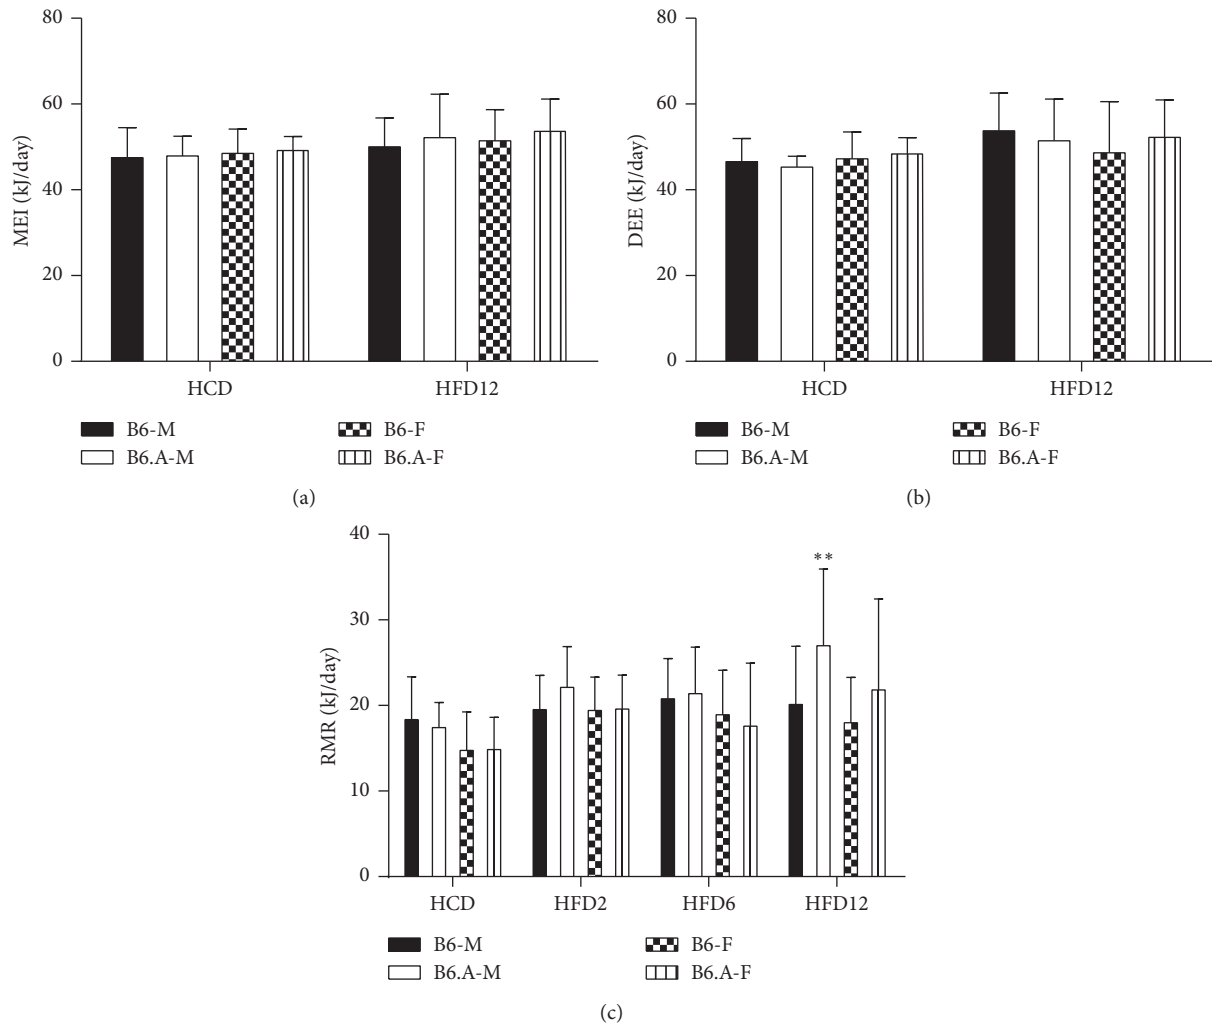 80
60
40
20
0
MEI (kJ/day)
HCD HFD12
B6-M B6-F
B6.A-M B6.A-F
(a)
80
60
40
20
0
DEE (kJ/day)
HCD HFD12
B6-M B6-F
B6.A-M B6.A-F
(b)
40
30
20
10
0
RMR (kJ/day)
**
HCD HFD2 HFD6 HFD12
B6-M B6-F
B6.A-M B6.A-F
(c)